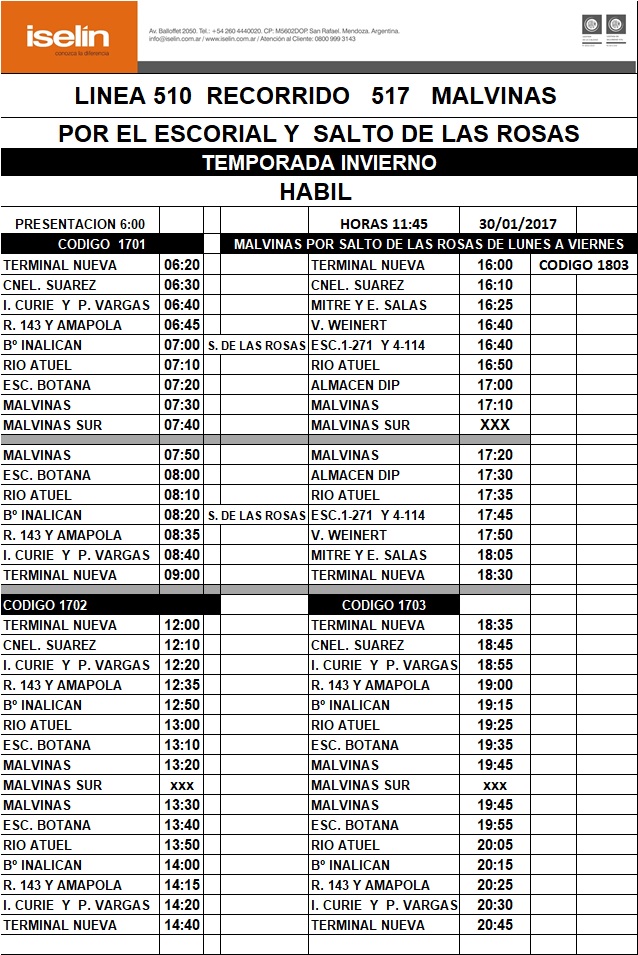 iselín
conozca la diferencia
Av. Balloffet 2050. Tel.: +54 260 4440020. CP: M5602DOP. San Rafael. Mendoza, Argentina.
info@iselin.com.ar / www.iselin.com.ar / Atención al Cliente: 0800 999 3143
LINEA 510 RECORRIDO 517 MALVINAS
POR EL ESCORIAL Y SALTO DE LAS ROSAS
TEMPORADA INVIERNO
HABIL
PRESENTACION 6:00 HORAS 11:45 30/01/2017
CODIGO 1701 MALVINAS POR SALTO DE LAS ROSAS DE LUNES A VIERNES
TERMINAL NUEVA 06:20 TERMINAL NUEVA 16:00 CODIGO 1803
CNEL. SUAREZ 06:30 CNEL. SUAREZ 16:10
I. CURIE Y P. VARGAS 06:40 MITRE Y E. SALAS 16:25
R. 143 Y AMAPOLA 06:45 V. WEINERT 16:40
Bº INALICAN 07:00 S. DE LAS ROSAS ESC.1-271 Y 4-114 16:40
RIO ATUEL 07:10 RIO ATUEL 16:50
ESC. BOTANA 07:20 ALMACEN DIP 17:00
MALVINAS 07:30 MALVINAS 17:10
MALVINAS SUR 07:40 MALVINAS SUR XXX
MALVINAS 07:50 MALVINAS 17:20
ESC. BOTANA 08:00 ALMACEN DIP 17:30
RIO ATUEL 08:10 RIO ATUEL 17:35
Bº INALICAN 08:20 S. DE LAS ROSAS ESC.1-271 Y 4-114 17:45
R. 143 Y AMAPOLA 08:35 V. WEINERT 17:50
I. CURIE Y P. VARGAS 08:40 MITRE Y E. SALAS 18:05
TERMINAL NUEVA 09:00 TERMINAL NUEVA 18:30
CODIGO 1702 CODIGO 1703
TERMINAL NUEVA 12:00 TERMINAL NUEVA 18:35
CNEL. SUAREZ 12:10 CNEL. SUAREZ 18:45
I. CURIE Y P. VARGAS 12:20 I. CURIE Y P. VARGAS 18:55
R. 143 Y AMAPOLA 12:35 R. 143 Y AMAPOLA 19:00
Bº INALICAN 12:50 Bº INALICAN 19:15
RIO ATUEL 13:00 RIO ATUEL 19:25
ESC. BOTANA 13:10 ESC. BOTANA 19:35
MALVINAS 13:20 MALVINAS 19:45
MALVINAS SUR xxx MALVINAS SUR xxx
MALVINAS 13:30 MALVINAS 19:45
ESC. BOTANA 13:40 ESC. BOTANA 19:55
RIO ATUEL 13:50 RIO ATUEL 20:05
Bº INALICAN 14:00 Bº INALICAN 20:15
R. 143 Y AMAPOLA 14:15 R. 143 Y AMAPOLA 20:25
I. CURIE Y P. VARGAS 14:20 I. CURIE Y P. VARGAS 20:30
TERMINAL NUEVA 14:40 TERMINAL NUEVA 20:45